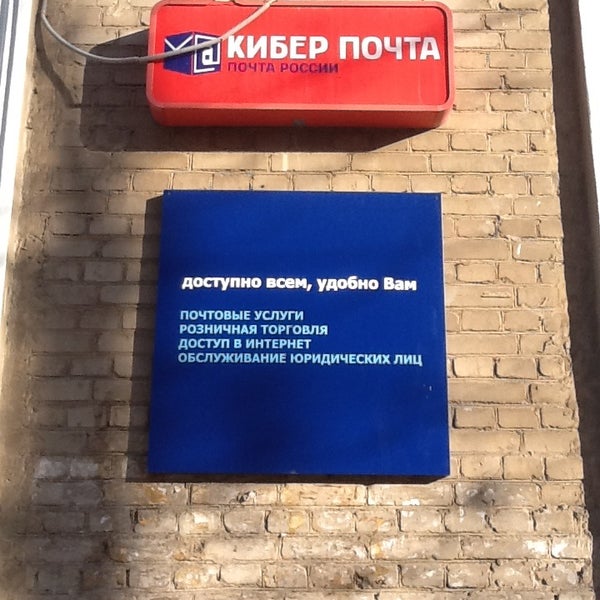 @ КИБЕР ПОЧТА
ПОЧТА РОССИИ
доступно всем, удобно Вам
ПОЧТОВЫЕ УСЛУГИ
РОЗНИЧНАЯ ТОРГОВЛЯ
ДОСТУП В ИНТЕРНЕТ
ОБСЛУЖИВАНИЕ ЮРИДИЧЕСКИХ ЛИЦ